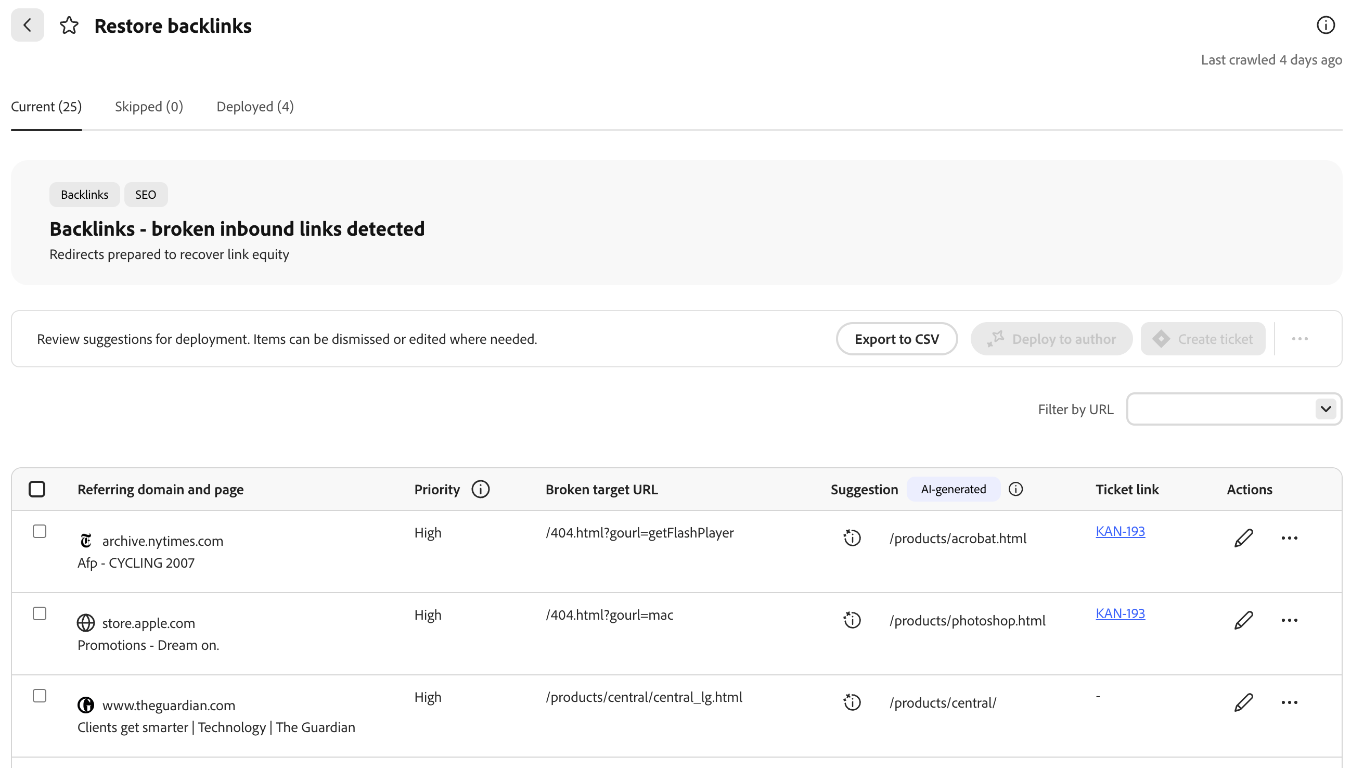 Restore backlinks
Last crawled 4 days ago
Current (25) Skipped (0) Deployed (4)
Backlinks SEO
Backlinks - broken inbound links detected
Redirects prepared to recover link equity
Review suggestions for deployment. Items can be dismissed or edited where needed. Export to CSV Deploy to author Create ticket
Filter by URL
Referring domain and page Priority Broken target URL Suggestion AI-generated Ticket link Actions
archive.nytimes.com High /404.html?gourl=getFlashPlayer /products/acrobat.html KAN-193
Afp - CYCLING 2007
store.apple.com High /404.html?gourl=mac /products/photoshop.html KAN-193
Promotions - Dream on.
www.theguardian.com High /products/central/central_lg.html /products/central/ -
Clients get smarter | Technology | The Guardian